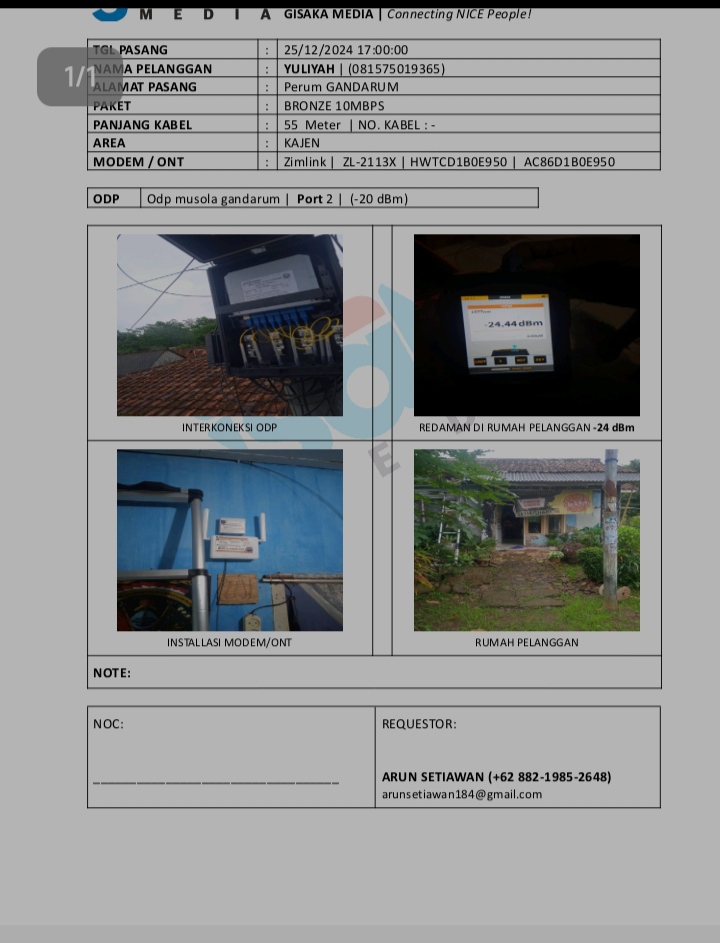 1/1
MEDIA GISAKA MEDIA | Connecting NICE People!
TGL PASANG : 25/12/2024 17:00:00
NAMA PELANGGAN : YULIYAH | (081575019365)
ALAMAT PASANG : Perum GANDARUM
PAKET : BRONZE 10MBPS
PANJANG KABEL : 55 Meter | NO. KABEL : -
AREA : KAJEN
MODEM / ONT : Zimlink | ZL-2113X | HWTCD1B0E950 | AC86D1B0E950
ODP Odp musola gandarum | Port 2 | (-20 dBm)
-24.44dBm
INTERKONEKSI ODP
REDAMAN DI RUMAH PELANGGAN -24 dBm
INSTALLASI MODEM/ONT
RUMAH PELANGGAN
NOTE:
NOC:
REQUESTOR:
ARUN SETIAWAN (+62 882-1985-2648)
arunsetiawan184@gmail.com